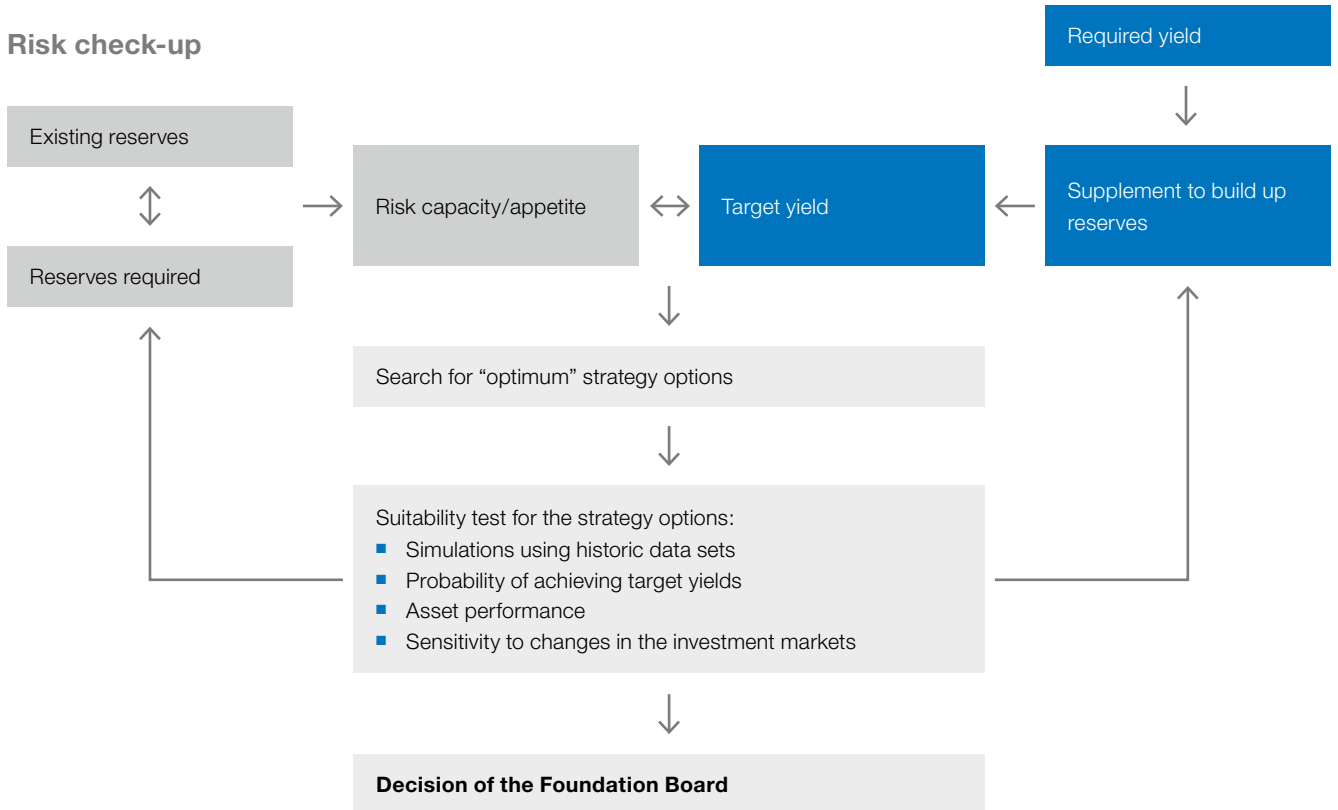 Risk check-up
Required yield
Existing reserves
Reserves required
Risk capacity/appetite
Target yield
Supplement to build up
reserves
Search for “optimum” strategy options
Suitability test for the strategy options:
■ Simulations using historic data sets
■ Probability of achieving target yields
■ Asset performance
■ Sensitivity to changes in the investment markets
Decision of the Foundation Board